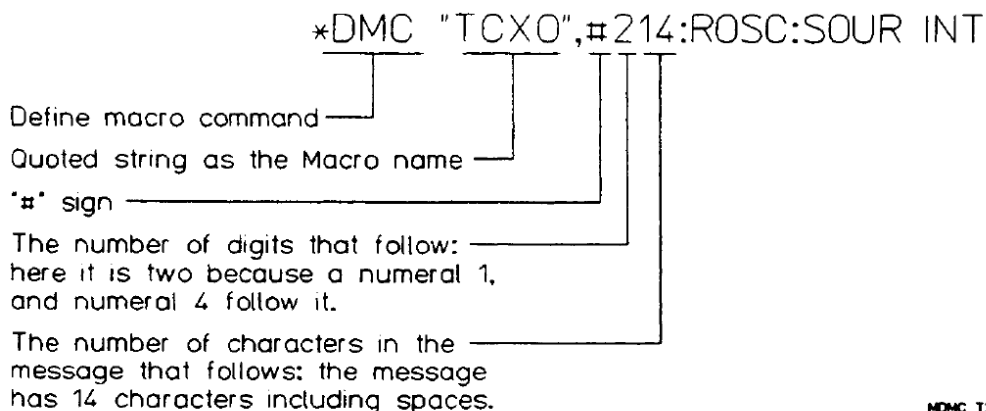 *DMC "TCXO",#214:ROSC:SOUR INT
Define macro command
Quoted string as the Macro name
"#" sign
The number of digits that follow:
here it is two because a numeral 1,
and numeral 4 follow it.
The number of characters in the
message that follows: the message
has 14 characters including spaces.